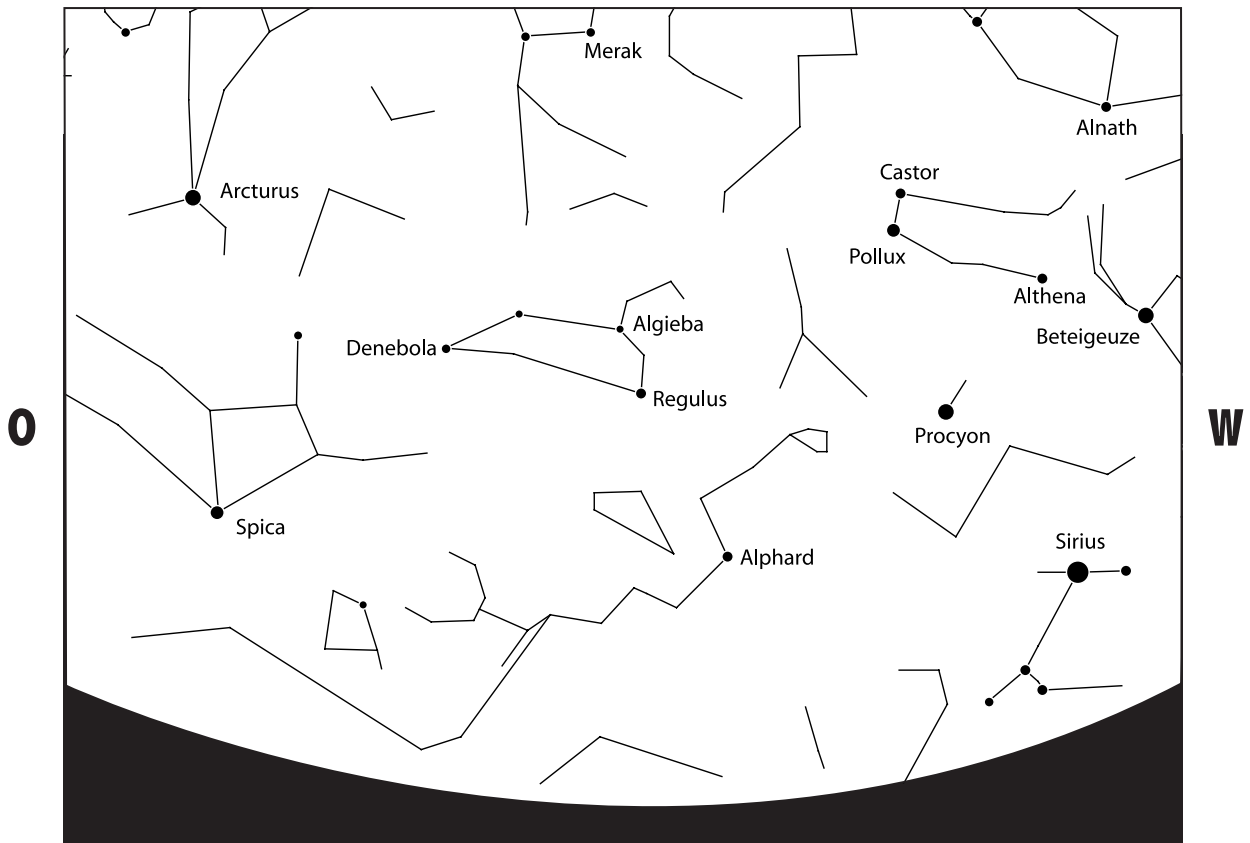 Merak
Alnath
Castor
Arcturus
Pollux
Althena
Algieba
Beteigeuze
Denebola
Regulus
O
W
Procyon
Spica
Sirius
Alphard